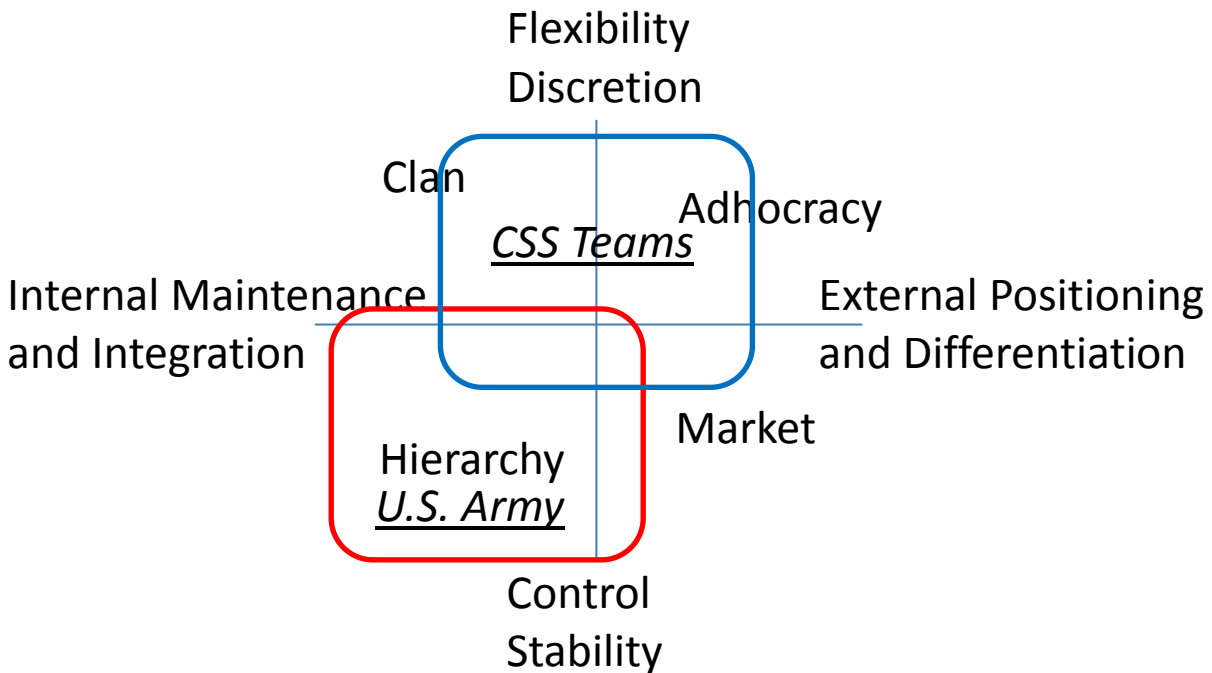 Flexibility
Discretion
Clan
Adhocracy
CSS Teams
Internal Maintenance
and Integration
External Positioning
and Differentiation
Market
Hierarchy
U.S. Army
Control
Stability